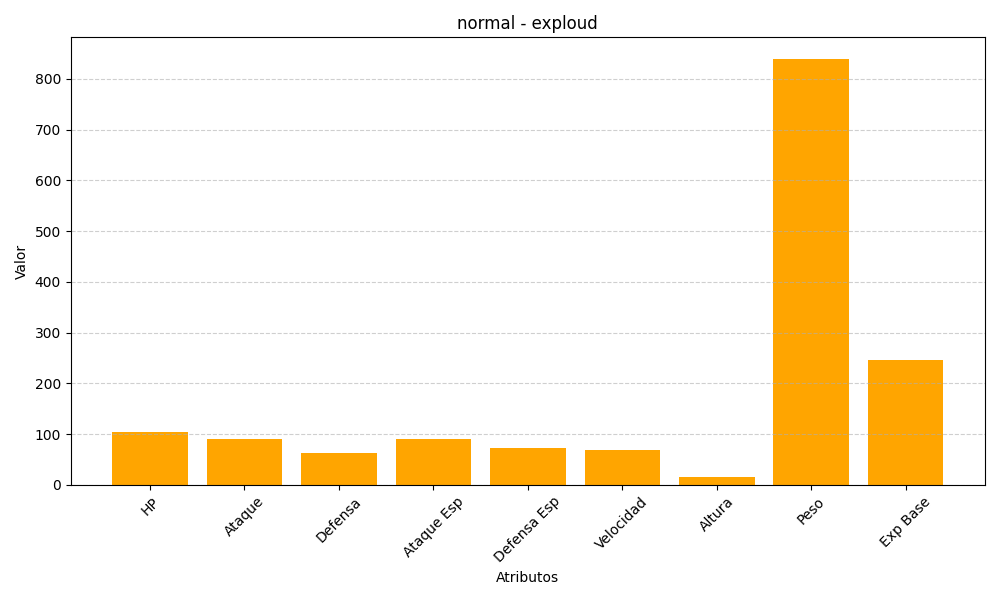 normal - exploud
Valor
800
700
600
500
400
300
200
100
0
HP
Ataque
Defensa
Ataque Esp
Defensa Esp
Velocidad
Altura
Peso
Exp Base
Atributos